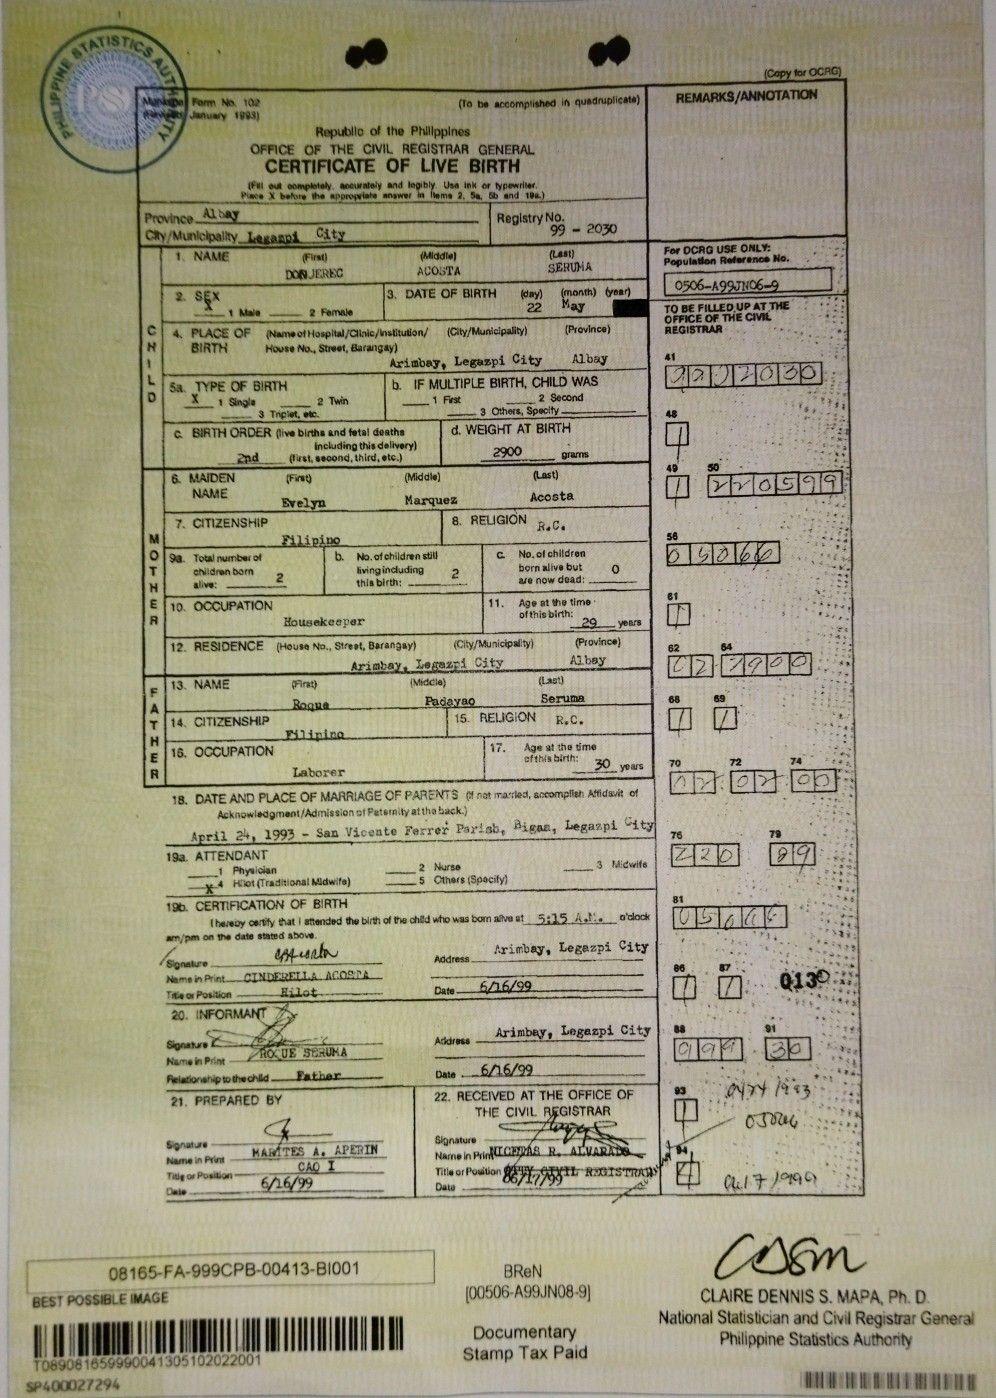 PHILIPPINE STATISTICS AUTHORITY
PSA
(Copy for OCRG)
Municipal Form No. 102
(Revised January 1993)
(To be accomplished in quadruplicate)
REMARKS/ANNOTATION
Republic of the Philippines
OFFICE OF THE CIVIL REGISTRAR GENERAL
CERTIFICATE OF LIVE BIRTH
(Fill out completely, accurately and legibly. Use ink or typewriter.
Place X before the appropriate answer in items 2, 5a, 5b and 19a.)
Province Albay
City/Municipality Legazpi City
Registry No.
99 - 2030
For OCRG USE ONLY:
Population Reference No.
0506-A99JN06-9
TO BE FILLED UP AT THE
OFFICE OF THE CIVIL
REGISTRAR
CHILD
1. NAME (First) (Middle) (Last)
DONJEREC ACOSTA SERUMA
2. SEX
X 1 Male 2 Female
3. DATE OF BIRTH (day) (month) (year)
22 May
4. PLACE OF BIRTH (Name of Hospital/Clinic/Institution/ (City/Municipality) (Province)
House No., Street, Barangay)
Arimbay, Legazpi City Albay
5a. TYPE OF BIRTH
X 1 Single 2 Twin
3 Triplet, etc.
b. IF MULTIPLE BIRTH, CHILD WAS
1 First 2 Second
3 Others, Specify
c. BIRTH ORDER (live births and fetal deaths
including this delivery)
2nd (first, second, third, etc.)
d. WEIGHT AT BIRTH
2900 grams
MOTHER
6. MAIDEN NAME (First) (Middle) (Last)
Evelyn Marquez Acosta
7. CITIZENSHIP
Filipino
8. RELIGION R.C.
9a. Total number of
children born
alive: 2
b. No. of children still
living including
this birth: 2
c. No. of children
born alive but
are now dead: 0
10. OCCUPATION
Housekeeper
11. Age at the time
of this birth: 29 years
12. RESIDENCE (House No., Street, Barangay) (City/Municipality) (Province)
Arimbay, Legazpi City Albay
FATHER
13. NAME (First) (Middle) (Last)
Roque Padayao Seruma
14. CITIZENSHIP
Filipino
15. RELIGION R.C.
16. OCCUPATION
Laborer
17. Age at the time
of this birth: 30 years
18. DATE AND PLACE OF MARRIAGE OF PARENTS (if not married, accomplish Affidavit of
Acknowledgment/Admission of Paternity at the back.)
April 24, 1993 - San Vicente Ferrer Parish, Bigaa, Legazpi City
19a. ATTENDANT
1 Physician 2 Nurse 3 Midwife
X 4 Hilot (Traditional Midwife) 5 Others (Specify)
19b. CERTIFICATION OF BIRTH
I hereby certify that I attended the birth of the child who was born alive at 5:15 A.M. o'clock
am/pm on the date stated above.
Signature
Name in Print CINDERELLA ACOSTA
Title or Position Hilot
Address Arimbay, Legazpi City
Date 6/16/99
20. INFORMANT
Signature
Name in Print ROQUE SERUMA
Relationship to the child Father
Address Arimbay, Legazpi City
Date 6/16/99
21. PREPARED BY
Signature
Name in Print MARITES A. APERIN
Title or Position CAO I
Date 6/16/99
22. RECEIVED AT THE OFFICE OF
THE CIVIL REGISTRAR
Signature
Name in Print NICETAS R. ALVARADO
Title or Position CITY CIVIL REGISTRAR
Date 06/17/99
41
48
1
49 50
1 220599
56
61
1
62 64
68 69
1 1
70 72 74
02 02 00
76 79
220 29
81
86 87
1 1
0130
88 91
999 30
93
1
0424 1993
94
0617 1999
08165-FA-999CPB-00413-BI001
BEST POSSIBLE IMAGE
T089081659990041305102022001
SP400027294
BReN
[00506-A99JN08-9]
Documentary
Stamp Tax Paid
CLAIRE DENNIS S. MAPA, Ph. D.
National Statistician and Civil Registrar General
Philippine Statistics Authority